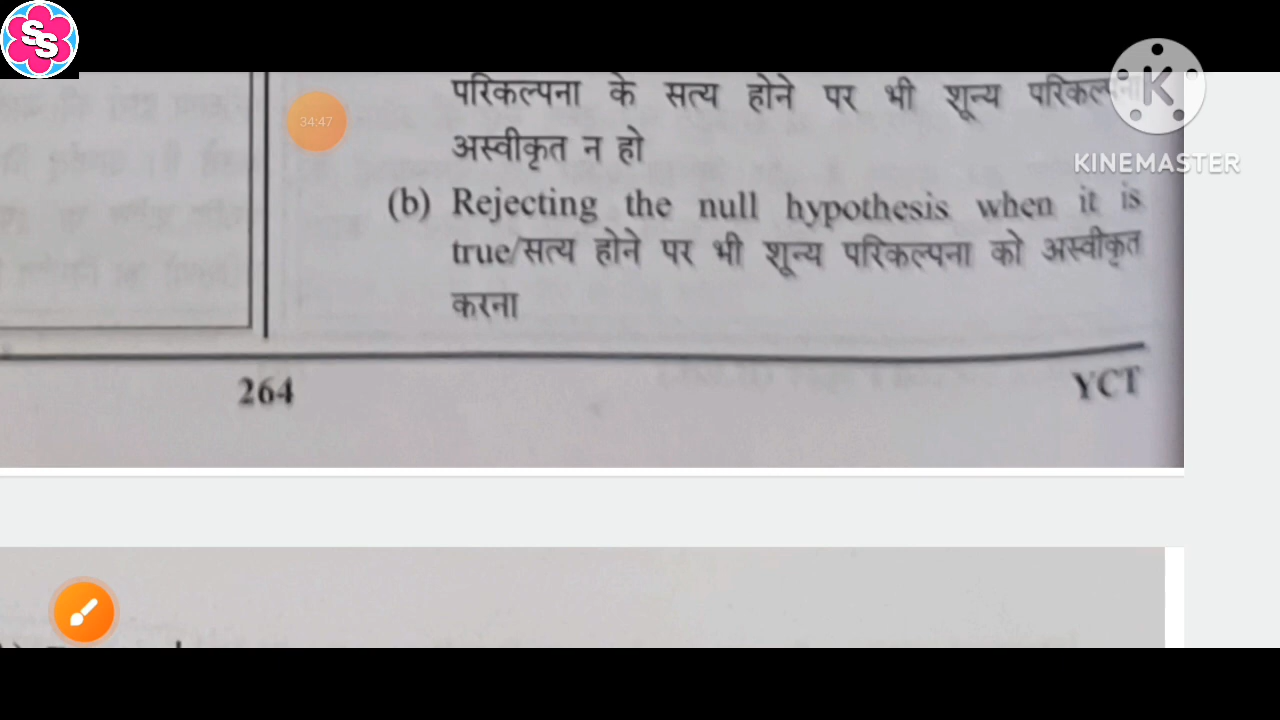 SS
34:47
परिकल्पना के सत्य होने पर भी शून्य
KINEMASTER
अस्वीकृत न हो
(b) Rejecting the null hypothesis when it is
true/सत्य होने पर भी शून्य परिकल्पना को अस्वीकृत
करना
264
YCT